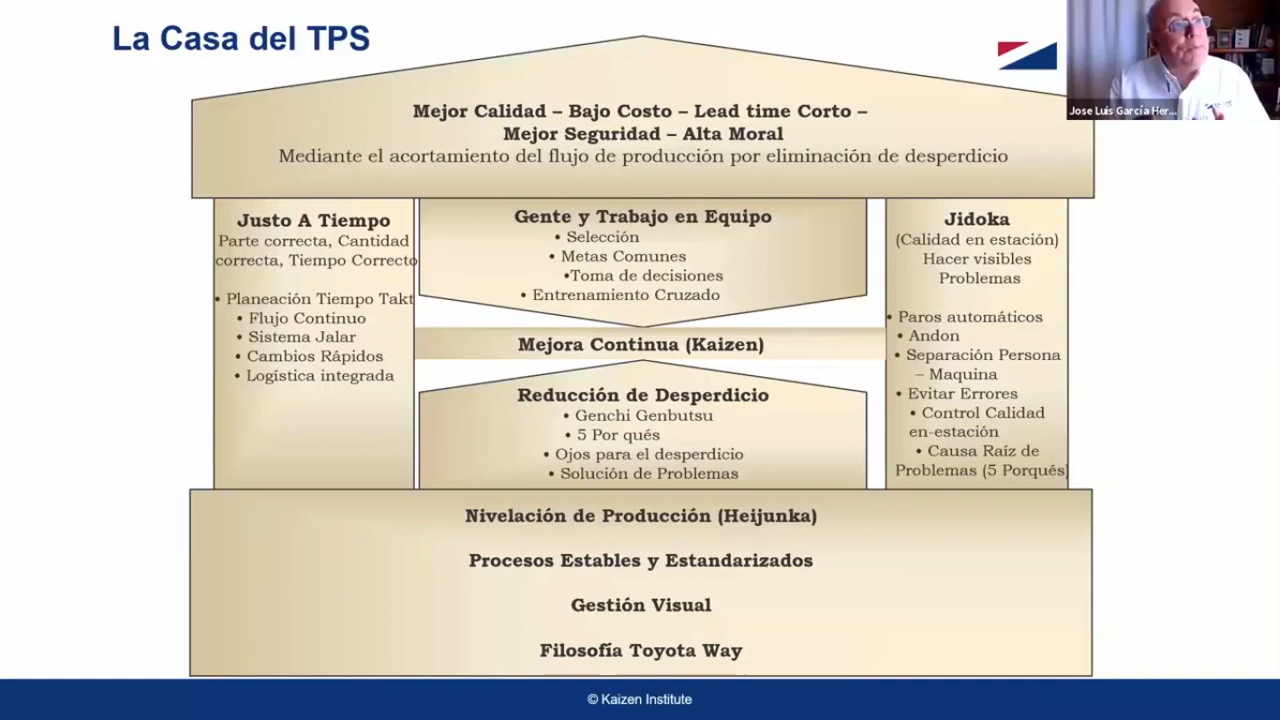 La Casa del TPS
Jose Luis García Her...
Mejor Calidad – Bajo Costo – Lead time Corto –
Mejor Seguridad – Alta Moral
Mediante el acortamiento del flujo de producción por eliminación de desperdicio
Justo A Tiempo
Parte correcta, Cantidad
correcta, Tiempo Correcto
• Planeación Tiempo Takt
• Flujo Continuo
• Sistema Jalar
• Cambios Rápidos
• Logística integrada
Gente y Trabajo en Equipo
• Selección
• Metas Comunes
•Toma de decisiones
• Entrenamiento Cruzado
Mejora Continua (Kaizen)
Reducción de Desperdicio
• Genchi Genbutsu
• 5 Por qués
• Ojos para el desperdicio
• Solución de Problemas
Jidoka
(Calidad en estación)
Hacer visibles
Problemas
• Paros automáticos
• Andon
• Separación Persona
– Maquina
• Evitar Errores
• Control Calidad
en-estación
• Causa Raíz de
Problemas (5 Porqués)
Nivelación de Producción (Heijunka)
Procesos Estables y Estandarizados
Gestión Visual
Filosofía Toyota Way
© Kaizen Institute